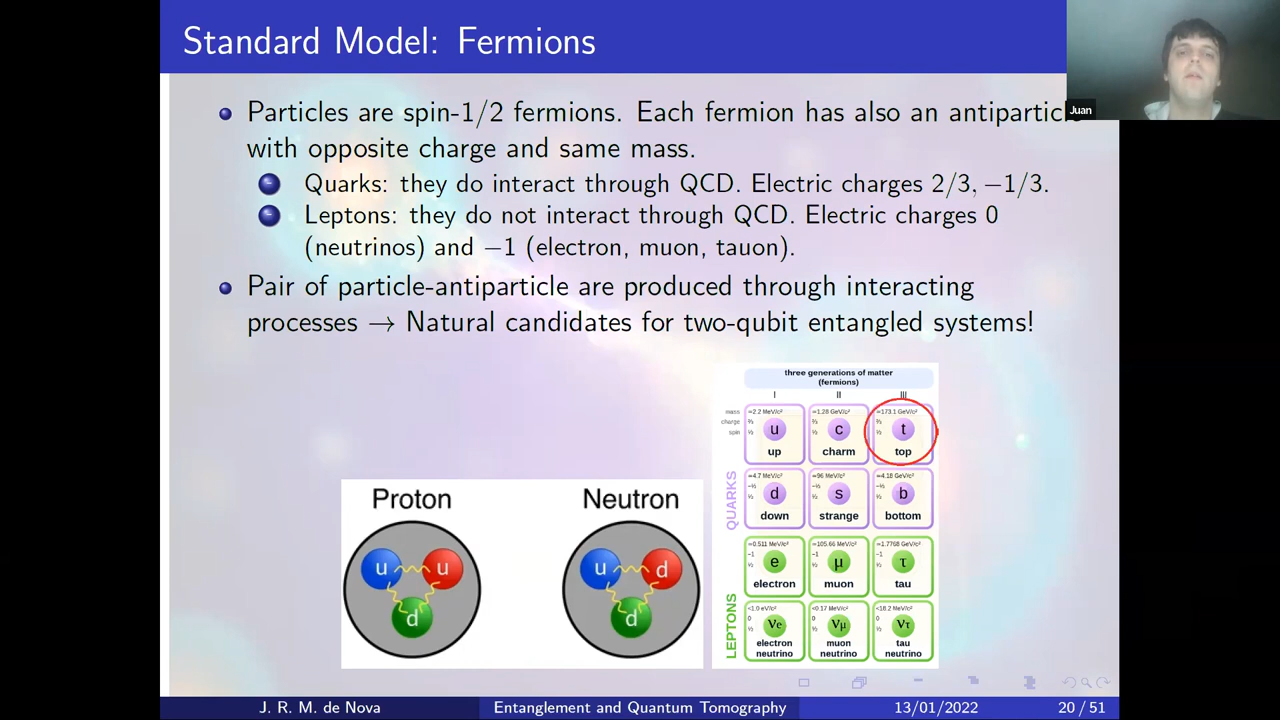 Standard Model: Fermions
Juan
Particles are spin-1/2 fermions. Each fermion has also an antiparticle
with opposite charge and same mass.
Quarks: they do interact through QCD. Electric charges 2/3, −1/3.
Leptons: they do not interact through QCD. Electric charges 0
(neutrinos) and −1 (electron, muon, tauon).
Pair of particle-antiparticle are produced through interacting
processes → Natural candidates for two-qubit entangled systems!
Proton
u u
d
Neutron
u d
d
three generations of matter
(fermions)
I II III
mass ≈2.2 MeV/c² ≈1.28 GeV/c² ≈173.1 GeV/c²
charge ⅔ ⅔ ⅔
spin ½ ½ ½
u c t
up charm top
QUARKS
≈4.7 MeV/c² ≈96 MeV/c² ≈4.18 GeV/c²
−⅓ −⅓ −⅓
½ ½ ½
d s b
down strange bottom
LEPTONS
≈0.511 MeV/c² ≈105.66 MeV/c² ≈1.7768 GeV/c²
−1 −1 −1
½ ½ ½
e μ τ
electron muon tau
<1.0 eV/c² <0.17 MeV/c² <18.2 MeV/c²
0 0 0
½ ½ ½
νe νμ ντ
electron neutrino muon neutrino tau neutrino
J. R. M. de Nova Entanglement and Quantum Tomography 13/01/2022 20 / 51